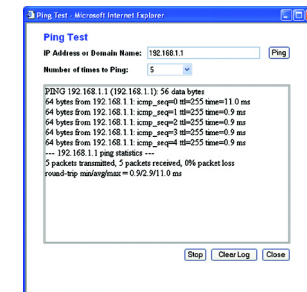 Ping Test - Microsoft Internet Explorer
Ping Test
IP Address or Domain Name: 192.168.1.1 Ping
Number of times to Ping: 5
PING 192.168.1.1 (192.168.1.1): 56 data bytes
64 bytes from 192.168.1.1: icmp_seq=0 ttl=255 time=11.0 ms
64 bytes from 192.168.1.1: icmp_seq=1 ttl=255 time=0.9 ms
64 bytes from 192.168.1.1: icmp_seq=2 ttl=255 time=0.9 ms
64 bytes from 192.168.1.1: icmp_seq=3 ttl=255 time=0.9 ms
64 bytes from 192.168.1.1: icmp_seq=4 ttl=255 time=0.9 ms
--- 192.168.1.1 ping statistics ---
5 packets transmitted, 5 packets received, 0% packet loss
round-trip min/avg/max = 0.9/2.9/11.0 ms
Stop Clear Log Close